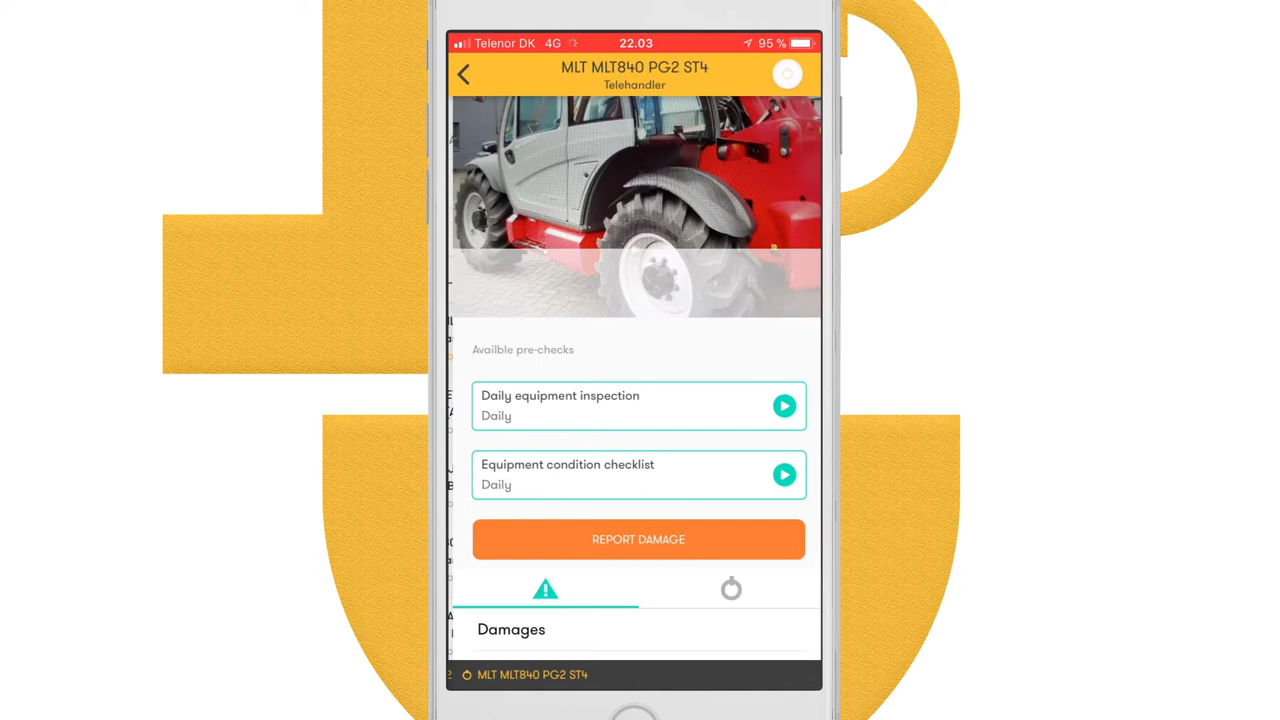 Telenor DK 4G 22.03 95 %
MLT MLT840 PG2 ST4
Telehandler
Availble pre-checks
Daily equipment inspection
Daily
Equipment condition checklist
Daily
REPORT DAMAGE
Damages
MLT MLT840 PG2 ST4